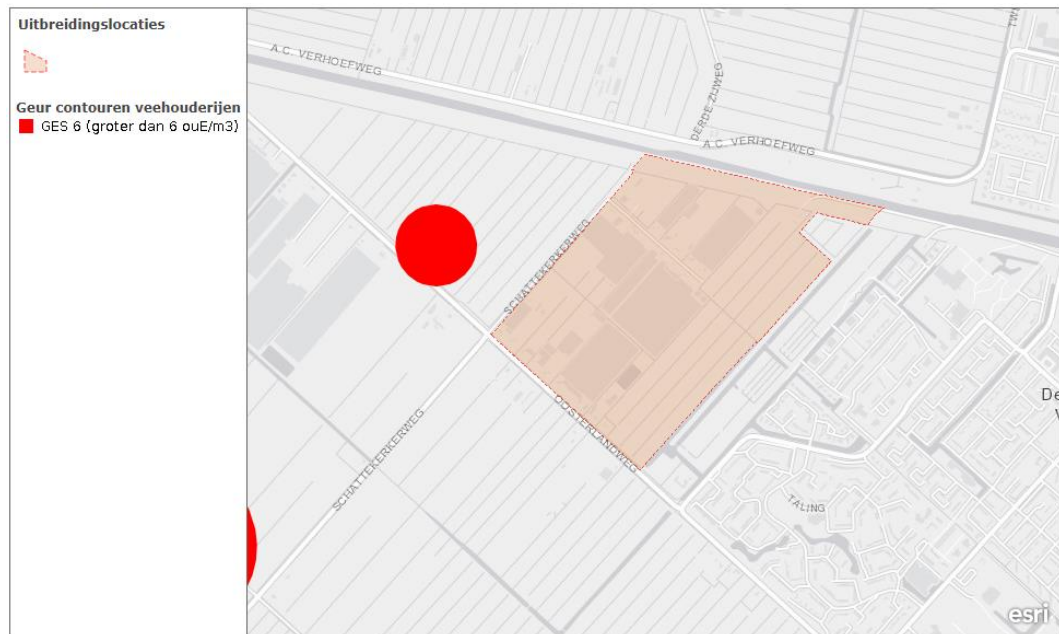 Uitbreidingslocaties
Geur contouren veehouderijen
GES 6 (groter dan 6 ouE/m3)
A.C. VERHOEFWEG
DERDE ZIJWEG
A.C. VERHOEFWEG
SCHATTEKERKERWEG
SCHATTEKERKERWEG
OOSTERLANDWEG
De
V
TALING
esri